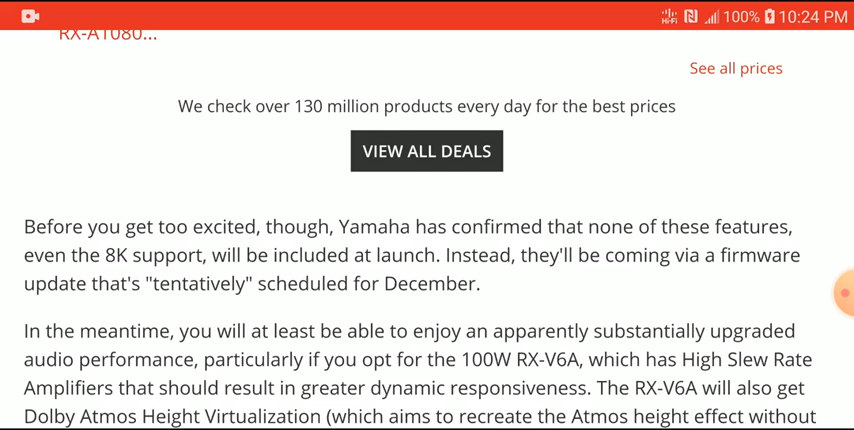 Hi-Fi 100% 10:24 PM
RX-A1080...
See all prices
We check over 130 million products every day for the best prices
VIEW ALL DEALS
Before you get too excited, though, Yamaha has confirmed that none of these features,
even the 8K support, will be included at launch. Instead, they'll be coming via a firmware
update that's "tentatively" scheduled for December.
In the meantime, you will at least be able to enjoy an apparently substantially upgraded
audio performance, particularly if you opt for the 100W RX-V6A, which has High Slew Rate
Amplifiers that should result in greater dynamic responsiveness. The RX-V6A will also get
Dolby Atmos Height Virtualization (which aims to recreate the Atmos height effect without